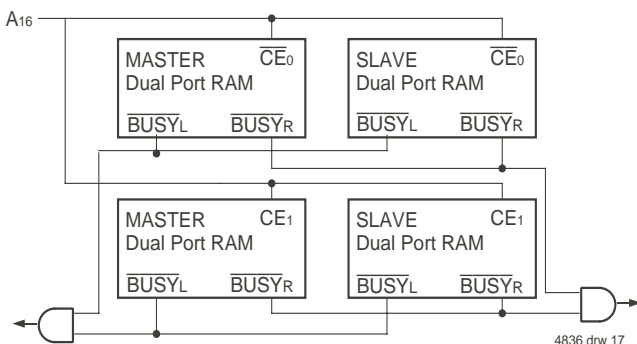 A16
MASTER
Dual Port RAM
CE0
BUSYL BUSYR
SLAVE
Dual Port RAM
CE0
BUSYL BUSYR
MASTER
Dual Port RAM
CE1
BUSYL BUSYR
SLAVE
Dual Port RAM
CE1
BUSYL BUSYR
4836 drw 17